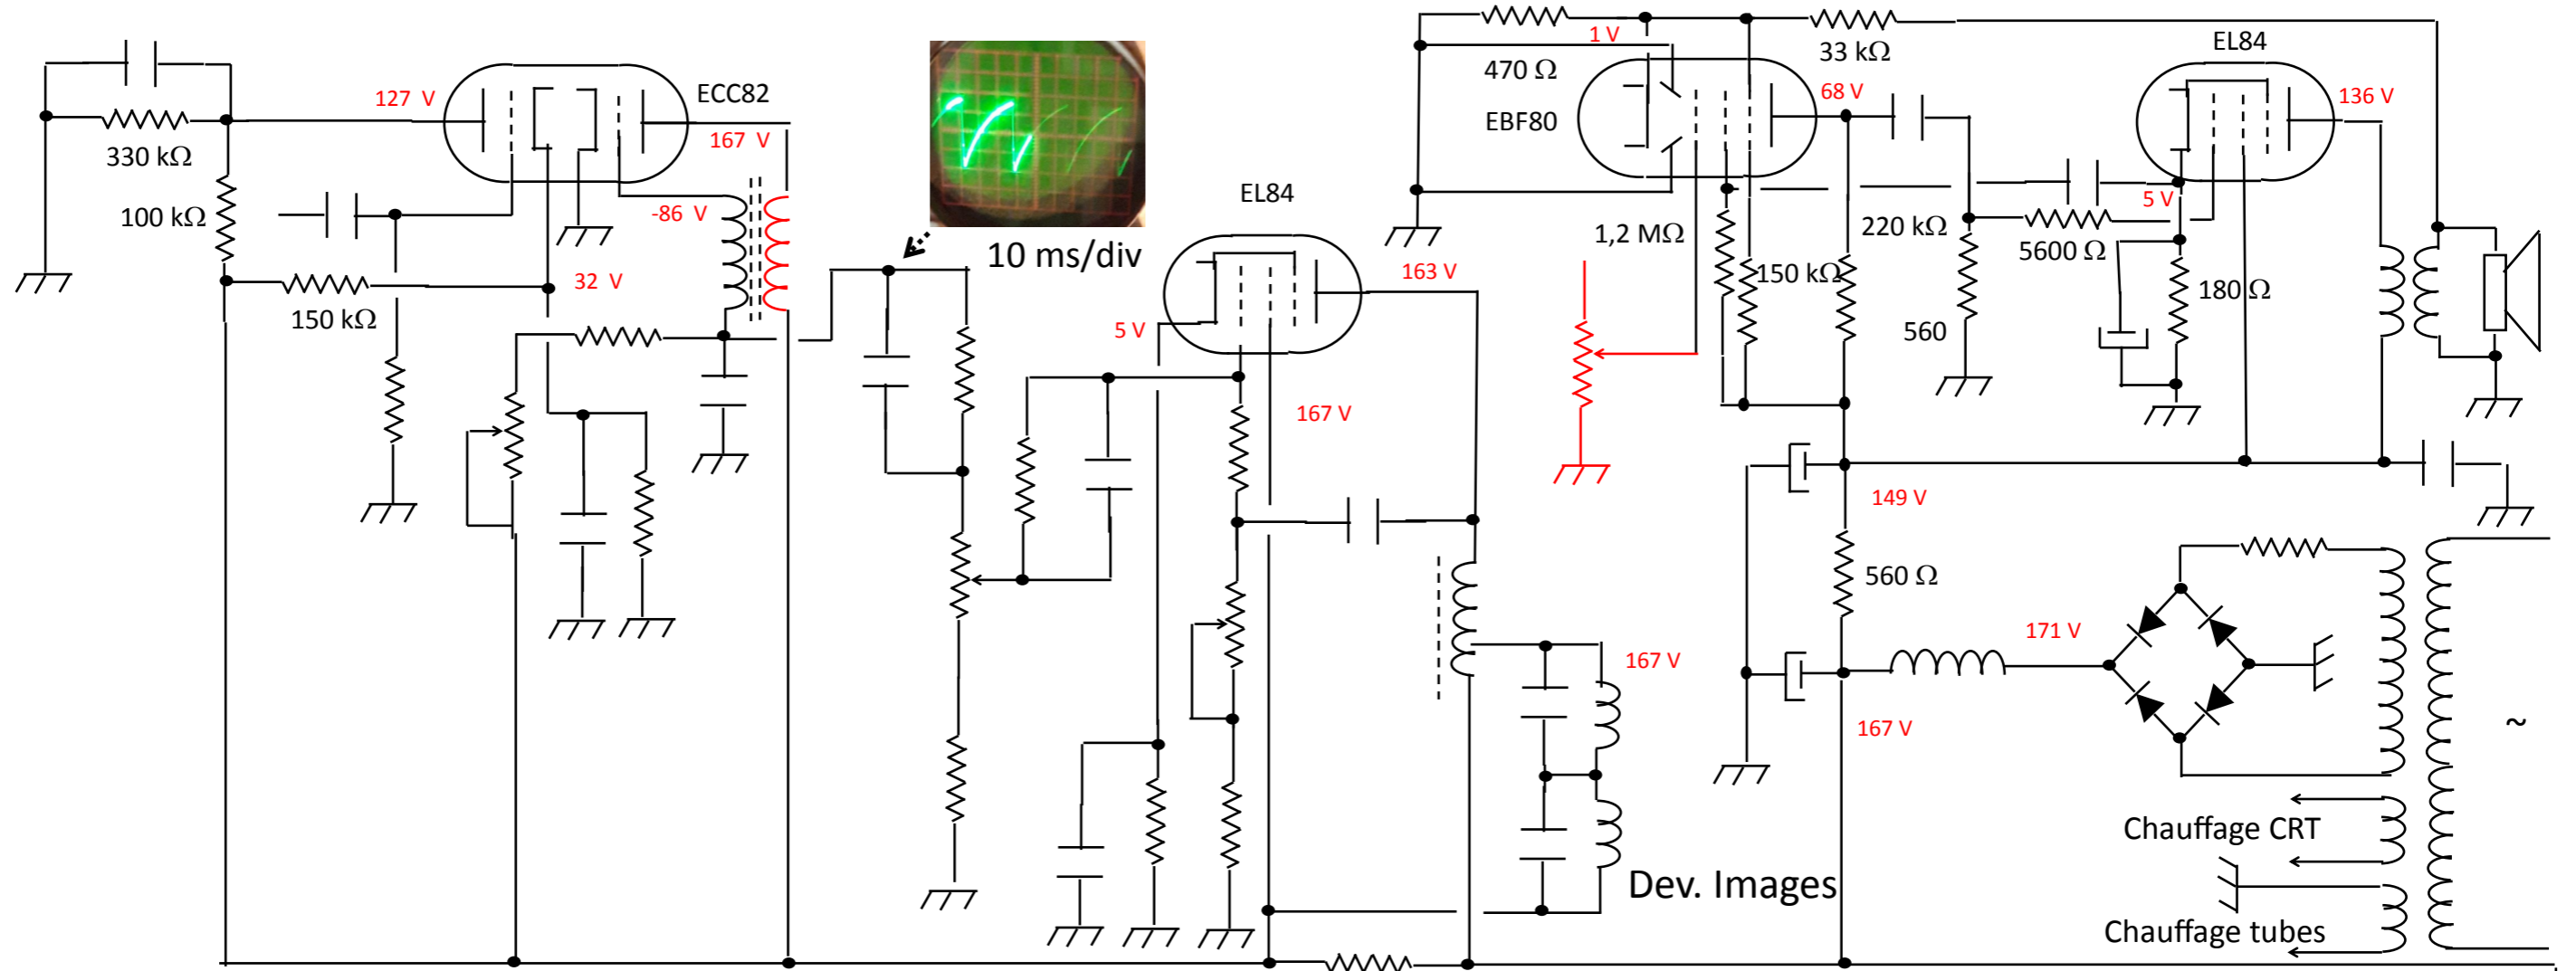 470 Ω
1 V
33 kΩ
EL84
127 V
ECC82
68 V
136 V
EBF80
167 V
330 kΩ
EL84
5 V
-86 V
100 kΩ
1,2 MΩ
220 kΩ
5600 Ω
10 ms/div
163 V
150 kΩ
32 V
180 Ω
150 kΩ
5 V
560
167 V
149 V
560 Ω
171 V
167 V
167 V
~
Chauffage CRT
Dev. Images
Chauffage tubes